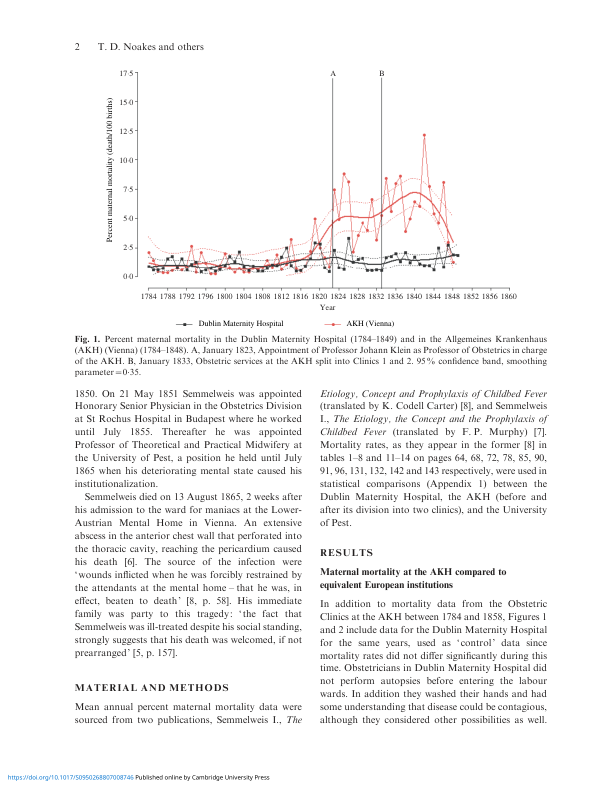 2 T. D. Noakes and others
A
B
17·5
15·0
12·5
10·0
7·5
5·0
2·5
0·0
Percent maternal mortality (death/100 births)
1784 1788 1792 1796 1800 1804 1808 1812 1816 1820 1824 1828 1832 1836 1840 1844 1848 1852 1856 1860
Year
Dublin Maternity Hospital
AKH (Vienna)
Fig. 1. Percent maternal mortality in the Dublin Maternity Hospital (1784–1849) and in the Allgemeines Krankenhaus
(AKH) (Vienna) (1784–1848). A, January 1823, Appointment of Professor Johann Klein as Professor of Obstetrics in charge
of the AKH. B, January 1833, Obstetric services at the AKH split into Clinics 1 and 2. 95% confidence band, smoothing
parameter=0·35.
1850. On 21 May 1851 Semmelweis was appointed
Honorary Senior Physician in the Obstetrics Division
at St Rochus Hospital in Budapest where he worked
until July 1855. Thereafter he was appointed
Professor of Theoretical and Practical Midwifery at
the University of Pest, a position he held until July
1865 when his deteriorating mental state caused his
institutionalization.
Semmelweis died on 13 August 1865, 2 weeks after
his admission to the ward for maniacs at the Lower-
Austrian Mental Home in Vienna. An extensive
abscess in the anterior chest wall that perforated into
the thoracic cavity, reaching the pericardium caused
his death [6]. The source of the infection were
‘wounds inflicted when he was forcibly restrained by
the attendants at the mental home – that he was, in
effect, beaten to death’ [8, p. 58]. His immediate
family was party to this tragedy: ‘the fact that
Semmelweis was ill-treated despite his social standing,
strongly suggests that his death was welcomed, if not
prearranged’ [5, p. 157].
MATERIAL AND METHODS
Mean annual percent maternal mortality data were
sourced from two publications, Semmelweis I., The
Etiology, Concept and Prophylaxis of Childbed Fever
(translated by K. Codell Carter) [8], and Semmelweis
I., The Etiology, the Concept and the Prophylaxis of
Childbed Fever (translated by F. P. Murphy) [7].
Mortality rates, as they appear in the former [8] in
tables 1–8 and 11–14 on pages 64, 68, 72, 78, 85, 90,
91, 96, 131, 132, 142 and 143 respectively, were used in
statistical comparisons (Appendix 1) between the
Dublin Maternity Hospital, the AKH (before and
after its division into two clinics), and the University
of Pest.
RESULTS
Maternal mortality at the AKH compared to
equivalent European institutions
In addition to mortality data from the Obstetric
Clinics at the AKH between 1784 and 1858, Figures 1
and 2 include data for the Dublin Maternity Hospital
for the same years, used as ‘control’ data since
mortality rates did not differ significantly during this
time. Obstetricians in Dublin Maternity Hospital did
not perform autopsies before entering the labour
wards. In addition they washed their hands and had
some understanding that disease could be contagious,
although they considered other possibilities as well.
https://doi.org/10.1017/S0950268807008746 Published online by Cambridge University Press